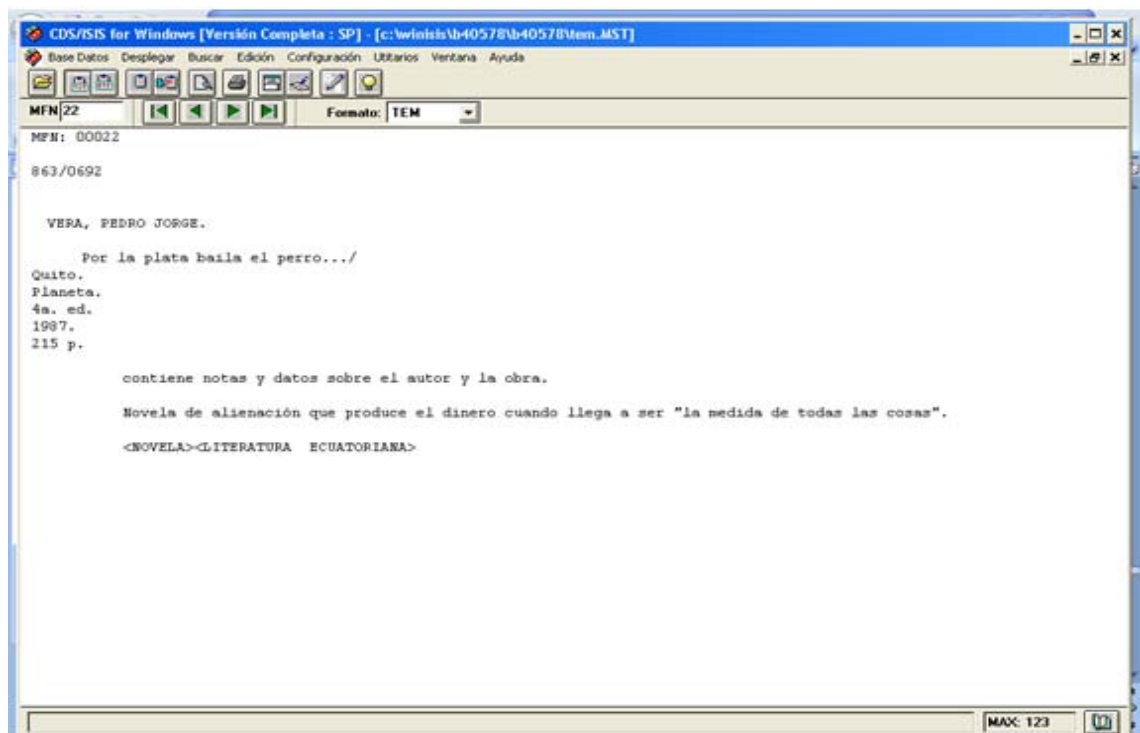 CDS/ISIS for Windows [Versión Completa : SP] - [c:\winisis\b40578\b40578\tem.MST]
Base Datos Desplegar Buscar Edición Configuración Utitarios Ventana Ayuda
MFN 22 Formato: TEM
MFN: 00022
863/0692
VERA, PEDRO JORGE.
Por la plata baila el perro.../
Quito.
Planeta.
4a. ed.
1987.
215 p.
contiene notas y datos sobre el autor y la obra.
Novela de alienación que produce el dinero cuando llega a ser "la medida de todas las cosas".
<NOVELA><LITERATURA ECUATORIANA>
MAX: 123